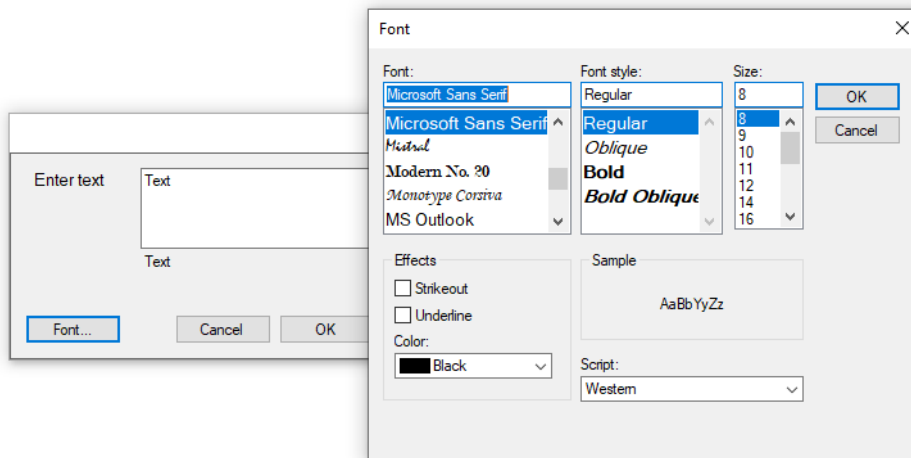 Enter text
Text
Text
Font...
Cancel
OK
Font
Font:
Microsoft Sans Serif
Microsoft Sans Serif
Mistral
Modern No. 20
Monotype Corsiva
MS Outlook
Font style:
Regular
Regular
Oblique
Bold
Bold Oblique
Size:
8
8
9
10
11
12
14
16
OK
Cancel
Effects
Strikeout
Underline
Color:
Black
Sample
AaBbYyZz
Script:
Western